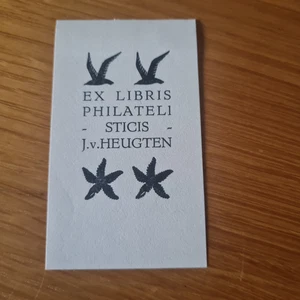 EX LIBRIS
PHILATELI
- STICIS -
J.v.HEUGTEN